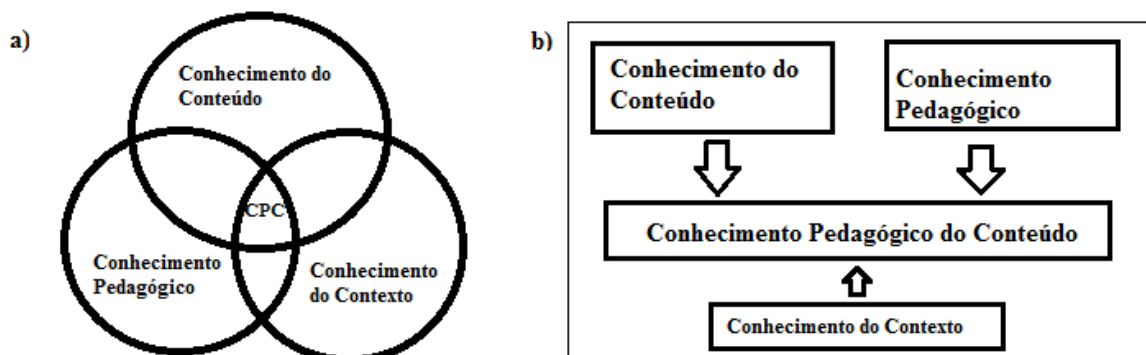 a)
Conhecimento do
Conteúdo
CPC
Conhecimento
Pedagógico
Conhecimento
do Contexto
b)
Conhecimento do
Conteúdo
Conhecimento
Pedagógico
Conhecimento Pedagógico do Conteúdo
Conhecimento do Contexto